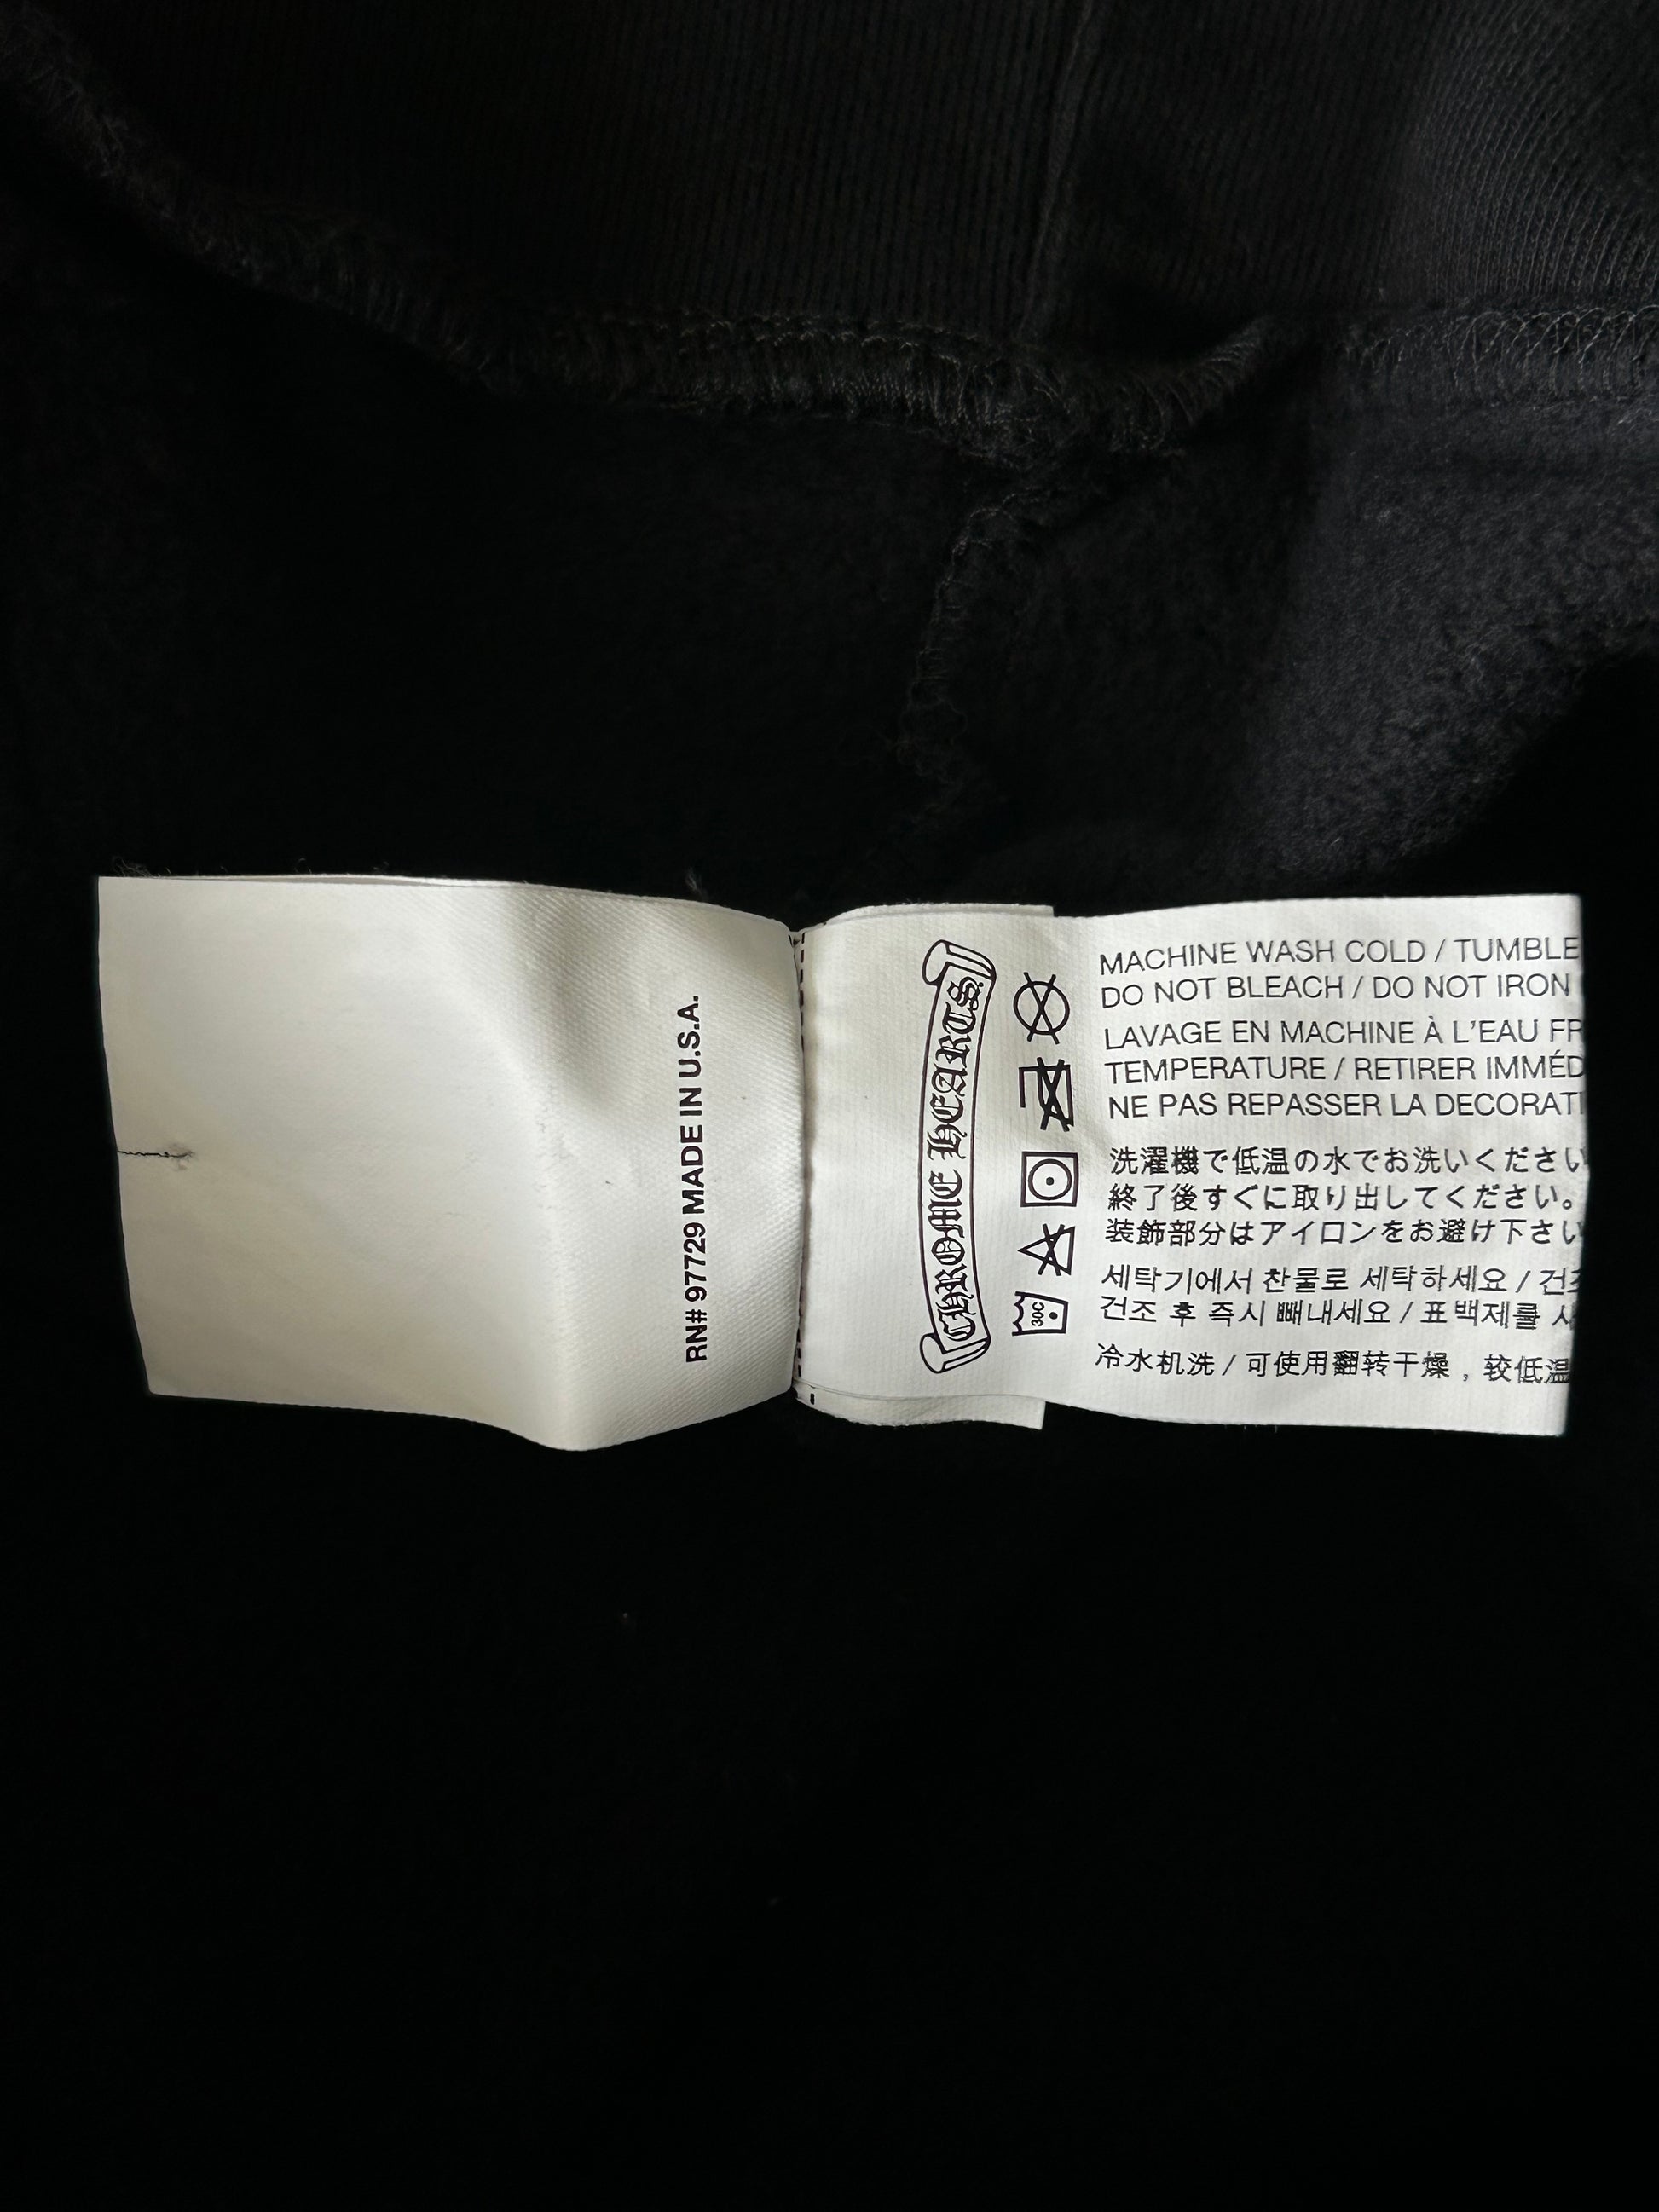 RN# 97729 MADE IN U.S.A.
CHROME HEARTS
30C
MACHINE WASH COLD / TUMBLE
DO NOT BLEACH / DO NOT IRON
LAVAGE EN MACHINE À L'EAU FR
TEMPERATURE / RETIRER IMMÉD
NE PAS REPASSER LA DECORATI
洗濯機で低温の水でお洗いください
終了後すぐに取り出してください。
装飾部分はアイロンをお避け下さい
세탁기에서 찬물로 세탁하세요 / 건조
건조 후 즉시 빼내세요 / 표백제를 사
冷水机洗 / 可使用翻转干燥，较低温